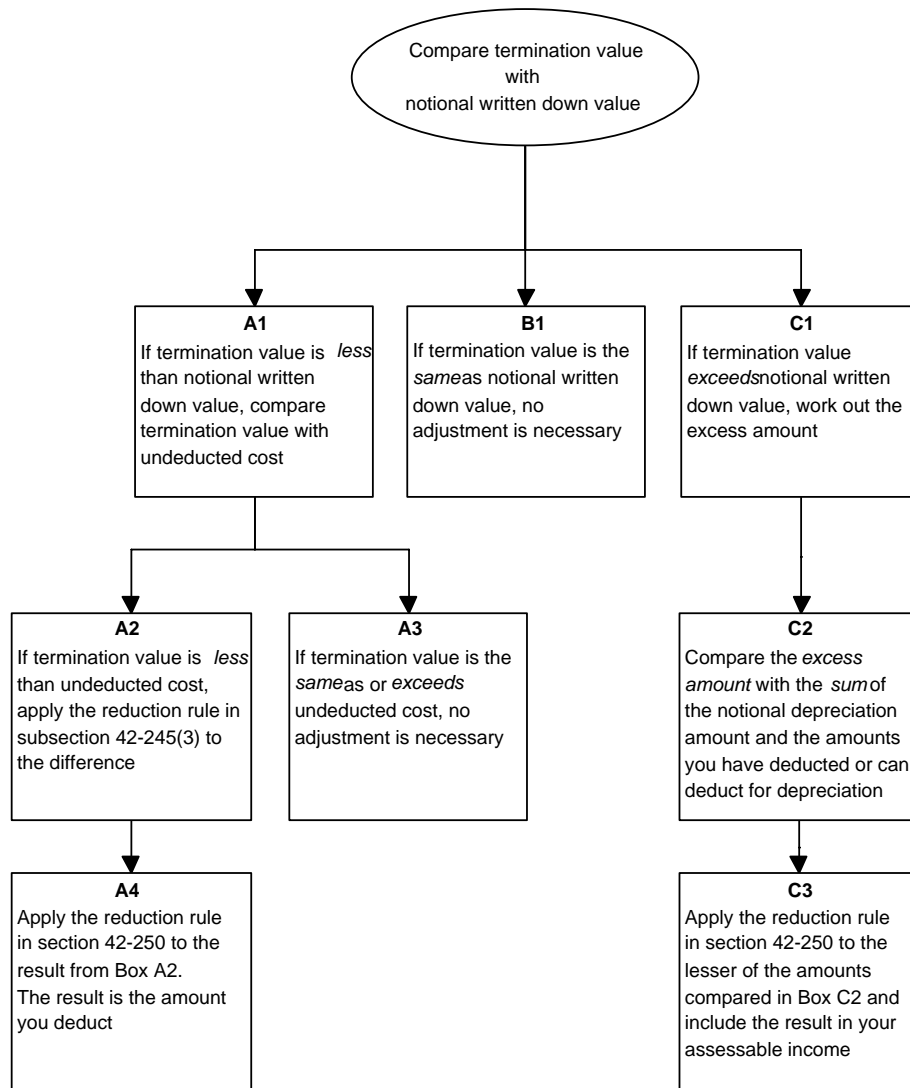 Compare termination value
with
notional written down value
A1
If termination value is less
than notional written
down value, compare
termination value with
undeducted cost
B1
If termination value is the
sameas notional written
down value, no
adjustment is necessary
C1
If termination value
exceedsnotional written
down value, work out the
excess amount
A2
If termination value is less
than undeducted cost,
apply the reduction rule in
subsection 42-245(3) to
the difference
A3
If termination value is the
sameas or exceeds
undeducted cost, no
adjustment is necessary
C2
Compare the excess
amount with the sum of
the notional depreciation
amount and the amounts
you have deducted or can
deduct for depreciation
A4
Apply the reduction rule
in section 42-250 to the
result from Box A2.
The result is the amount
you deduct
C3
Apply the reduction rule
in section 42-250 to the
lesser of the amounts
compared in Box C2 and
include the result in your
assessable income